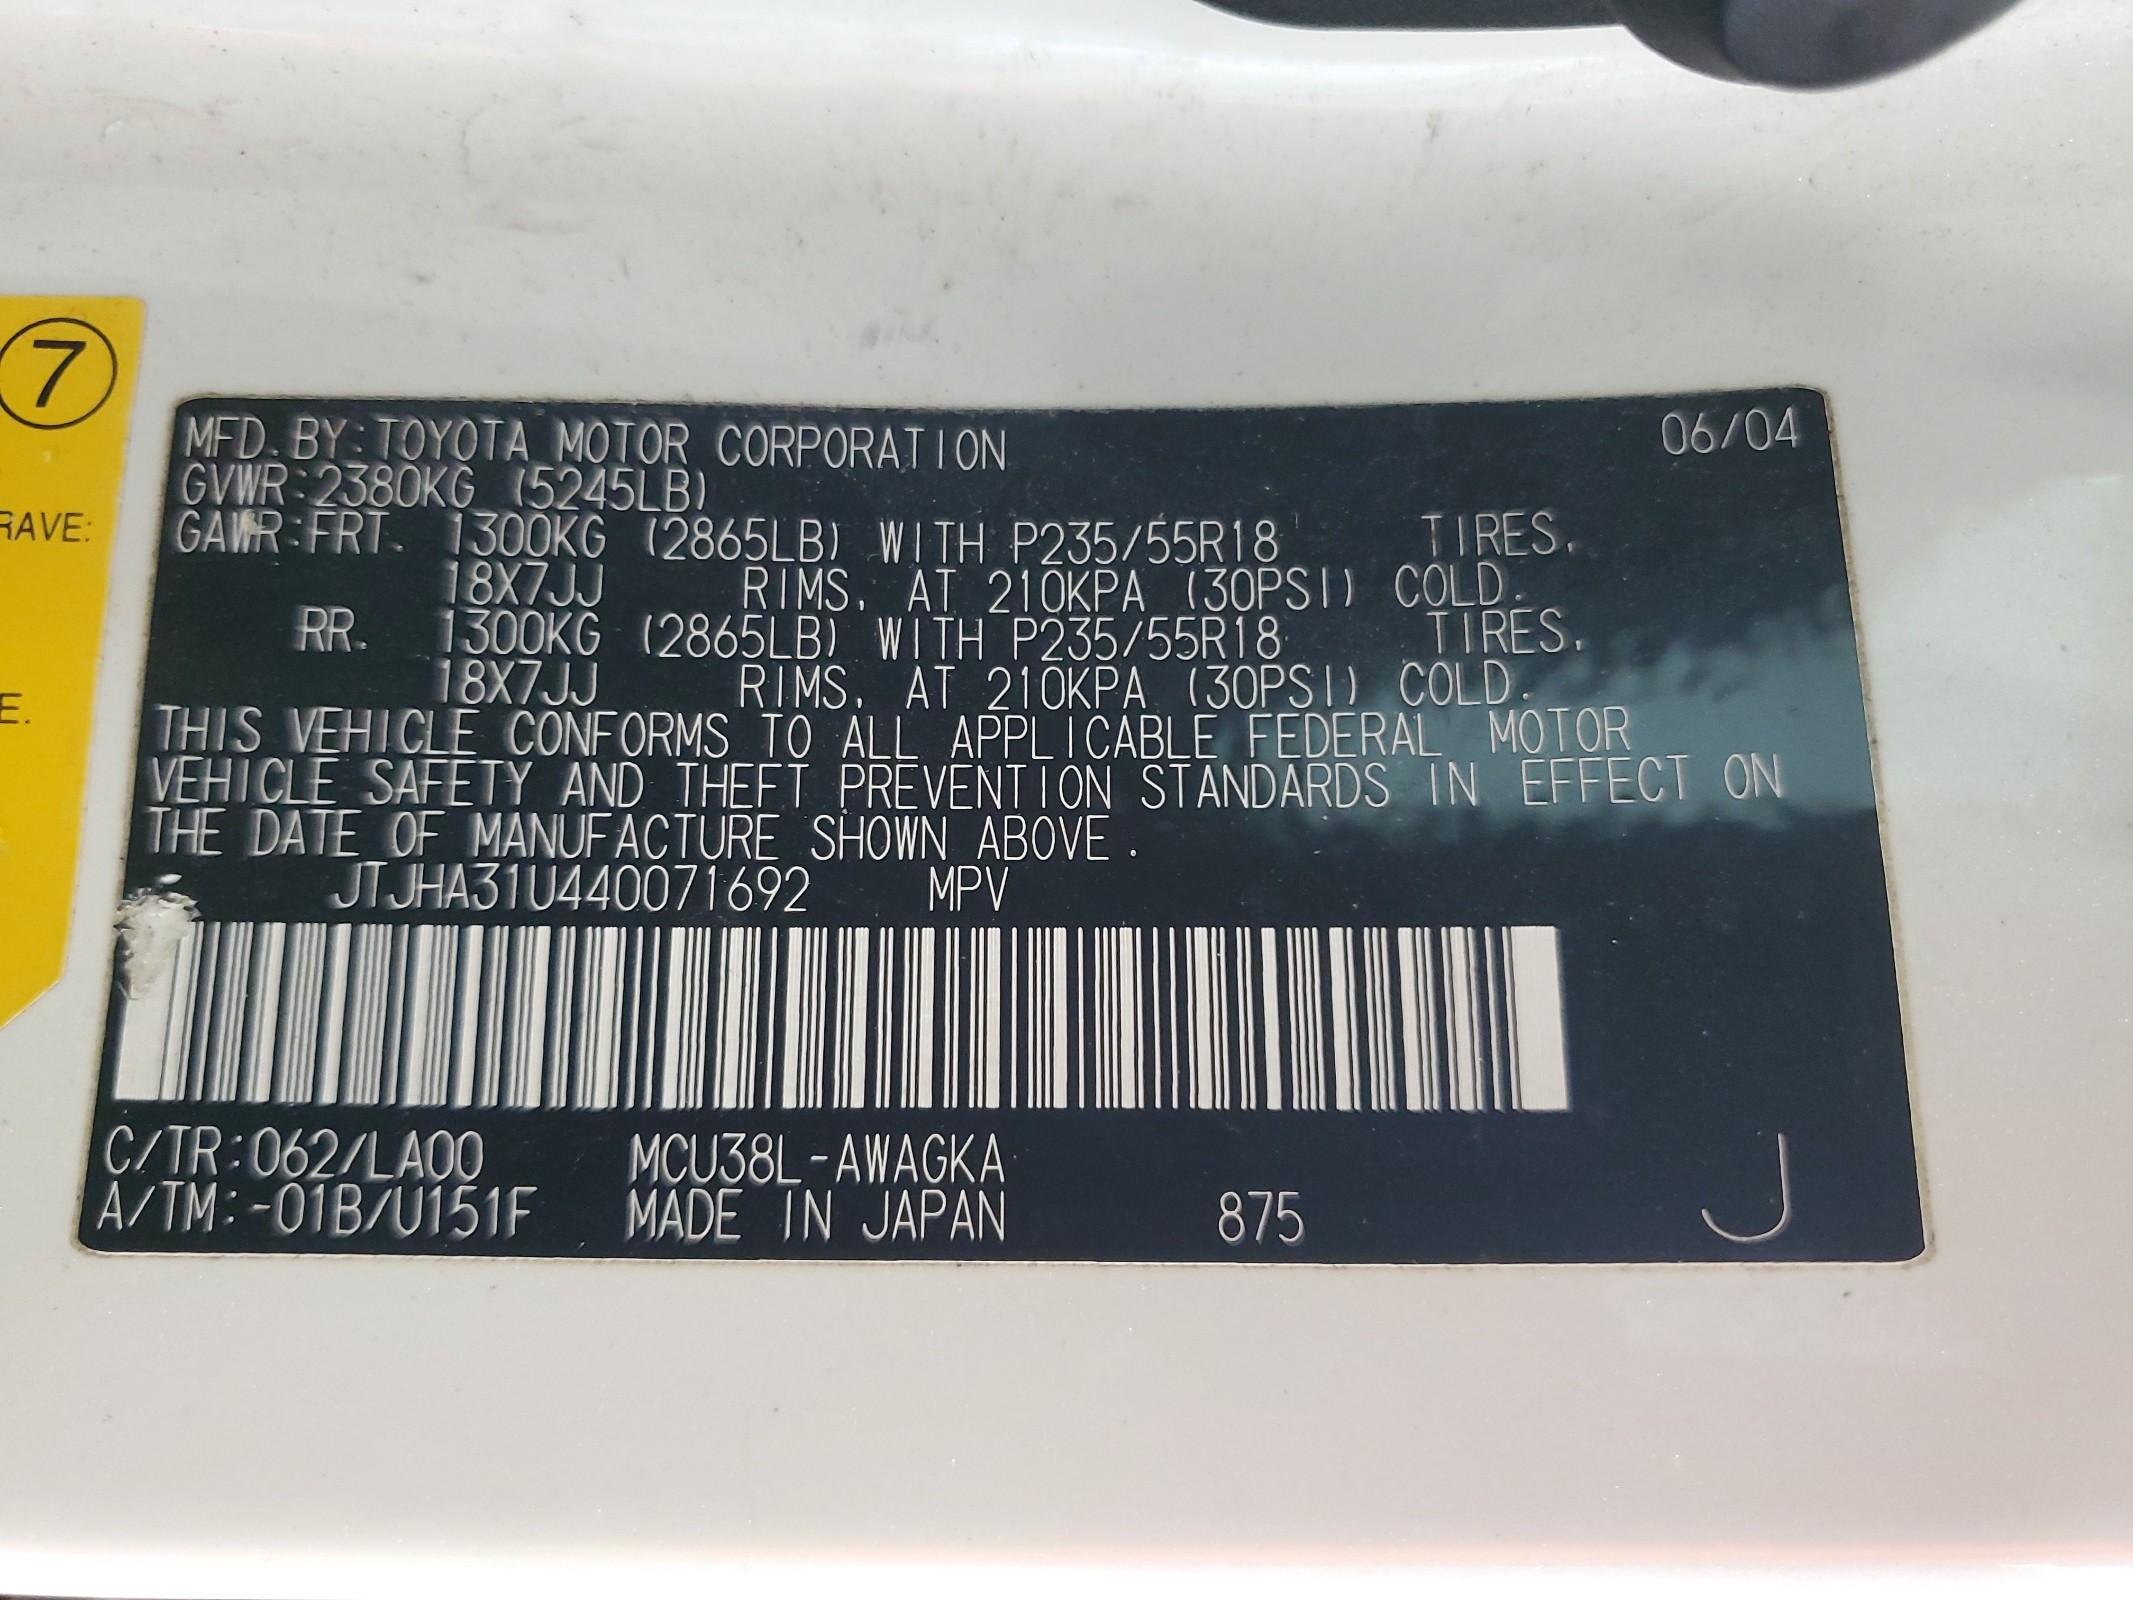 7
RAVE:
E.
MFD. BY: TOYOTA MOTOR CORPORATION 06/04
GVWR: 2380KG (5245LB)
GAWR: FRT. 1300KG (2865LB) WITH P235/55R18 TIRES,
18X7JJ RIMS, AT 210KPA (30PSI) COLD.
RR. 1300KG (2865LB) WITH P235/55R18 TIRES,
18X7JJ RIMS, AT 210KPA (30PSI) COLD.
THIS VEHICLE CONFORMS TO ALL APPLICABLE FEDERAL MOTOR
VEHICLE SAFETY AND THEFT PREVENTION STANDARDS IN EFFECT ON
THE DATE OF MANUFACTURE SHOWN ABOVE.
JTJHA31U440071692 MPV
C/TR: 062/LA00 MCU38L-AWAGKA
A/TM: -01B/U151F MADE IN JAPAN 875 J